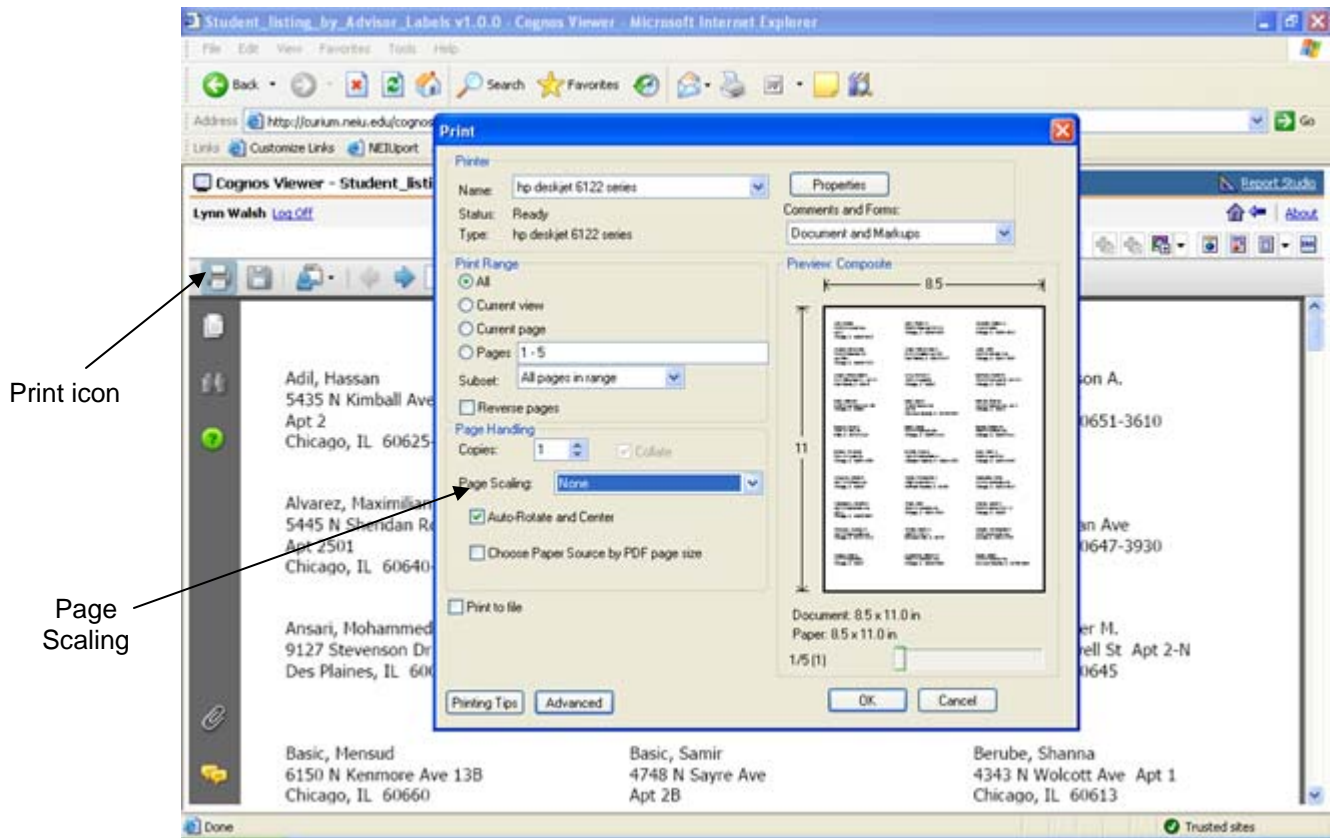 Student_listing_by_Advisor_Labels v1.0.0 - Cognos Viewer - Microsoft Internet Explorer
File Edit View Favorites Tools Help
Back Search Favorites
Address http://curium.neiu.edu/cognos Go
Links Customize Links NEIUport
Cognos Viewer - Student_listi Report Studio
Lynn Walsh Log Off About
Print icon
Page
Scaling
Print
Printer
Name: hp deskjet 6122 series Properties
Status: Ready Comments and Forms:
Type: hp deskjet 6122 series Document and Markups
Print Range
All
Current view
Current page
Pages 1 - 5
Subset: All pages in range
Reverse pages
Page Handling
Copies: 1 Collate
Page Scaling: None
Auto-Rotate and Center
Choose Paper Source by PDF page size
Print to file
Preview: Composite
8.5
11
Document: 8.5 x 11.0 in
Paper: 8.5 x 11.0 in
1/5 (1)
Printing Tips Advanced OK Cancel
Adil, Hassan
5435 N Kimball Ave
Apt 2
Chicago, IL 60625-
son A.
0651-3610
Alvarez, Maximilian
5445 N Sheridan Ro
Apt 2501
Chicago, IL 60640-
an Ave
0647-3930
Ansari, Mohammed
9127 Stevenson Dr
Des Plaines, IL 600
er M.
vell St Apt 2-N
0645
Basic, Mensud
6150 N Kenmore Ave 13B
Chicago, IL 60660
Basic, Samir
4748 N Sayre Ave
Apt 2B
Berube, Shanna
4343 N Wolcott Ave Apt 1
Chicago, IL 60613
Done Trusted sites